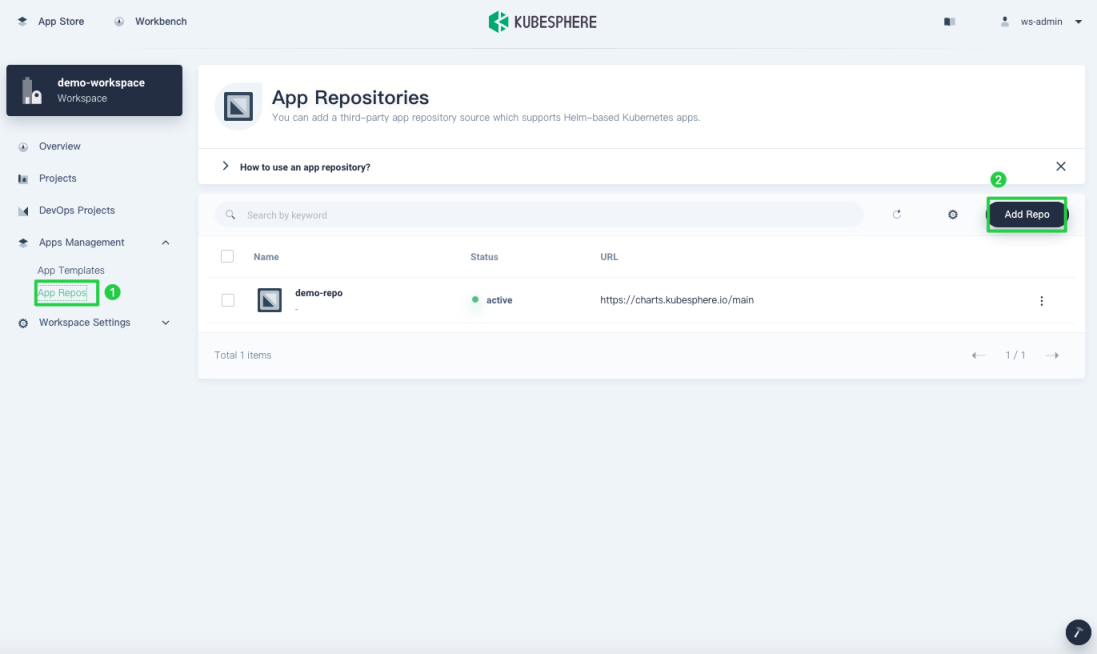 App Store
Workbench
KUBESPHERE
ws-admin
demo-workspace
Workspace
Overview
Projects
DevOps Projects
Apps Management
App Templates
App Repos
1
Workspace Settings
App Repositories
You can add a third-party app repository source which supports Helm-based Kubernetes apps.
How to use an app repository?
2
Search by keyword
Add Repo
Name Status URL
demo-repo
-
active
https://charts.kubesphere.io/main
Total 1 items
1 / 1